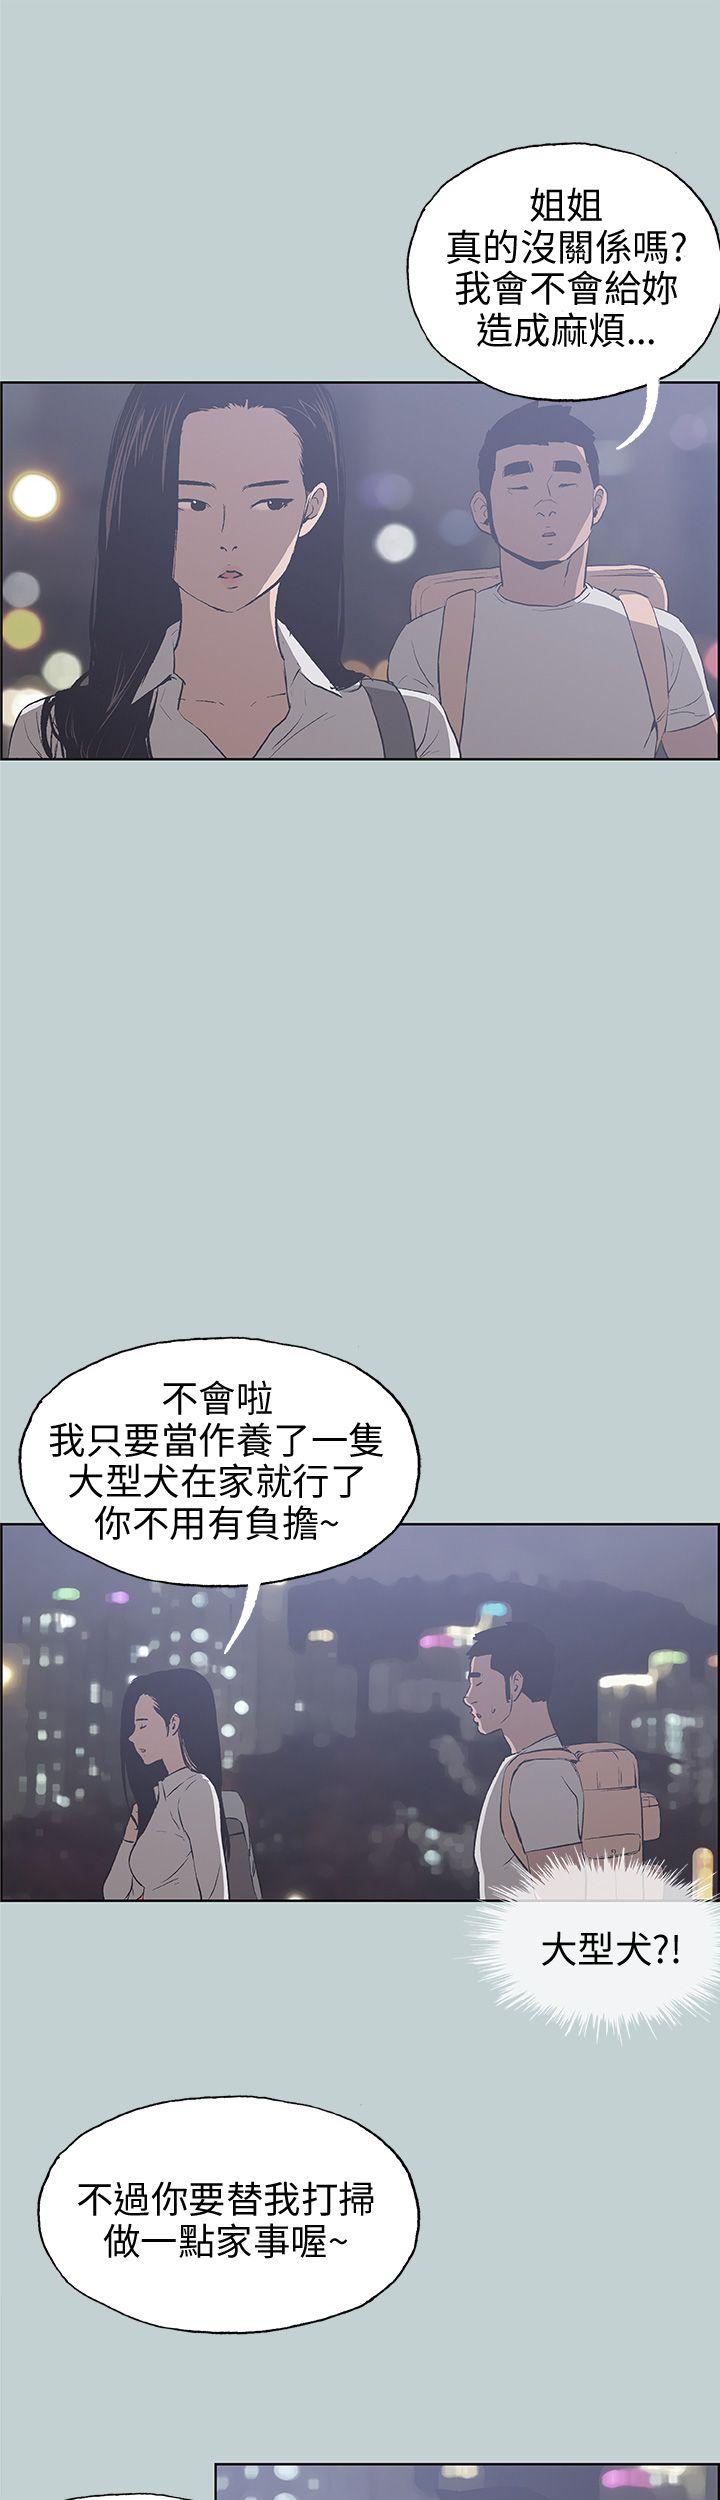 姐姐
真的沒關係嗎?
我會不會給妳
造成麻煩...
不會啦
我只要當作養了一隻
大型犬在家就行了
你不用有負擔~
大型犬?!
不過你要替我打掃
做一點家事喔~